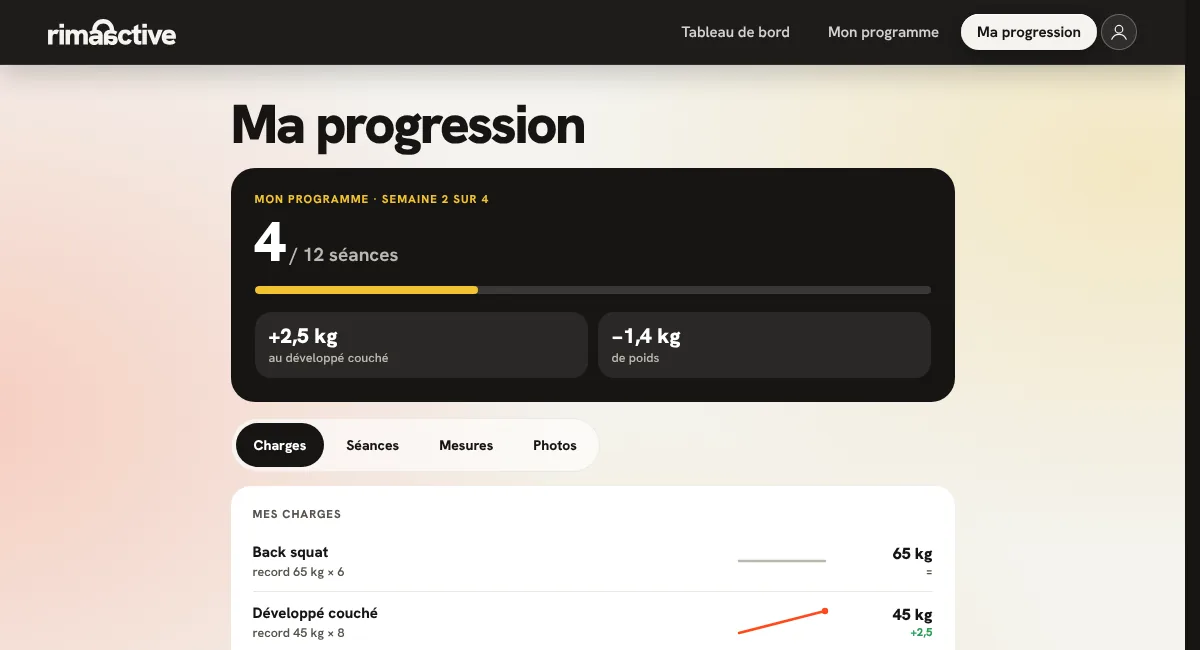 rimaactive
Tableau de bord
Mon programme
Ma progression
Ma progression
MON PROGRAMME · SEMAINE 2 SUR 4
4 / 12 séances
+2,5 kg
au développé couché
−1,4 kg
de poids
Charges
Séances
Mesures
Photos
MES CHARGES
Back squat
65 kg
record 65 kg × 6
=
Développé couché
45 kg
record 45 kg × 8
+2,5